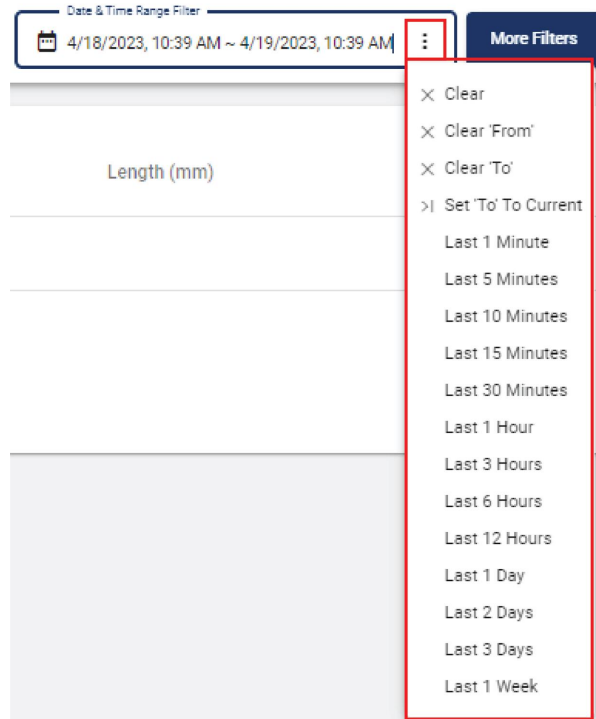 Date & Time Range Filter
4/18/2023, 10:39 AM ~ 4/19/2023, 10:39 AM
More Filters
Clear
Clear 'From'
Clear 'To'
Length (mm)
Set 'To' To Current
Last 1 Minute
Last 5 Minutes
Last 10 Minutes
Last 15 Minutes
Last 30 Minutes
Last 1 Hour
Last 3 Hours
Last 6 Hours
Last 12 Hours
Last 1 Day
Last 2 Days
Last 3 Days
Last 1 Week